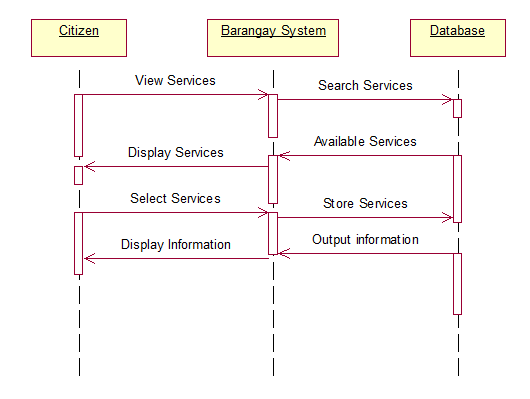 Citizen
Barangay System
Database
View Services
Search Services
Available Services
Display Services
Select Services
Store Services
Output information
Display Information